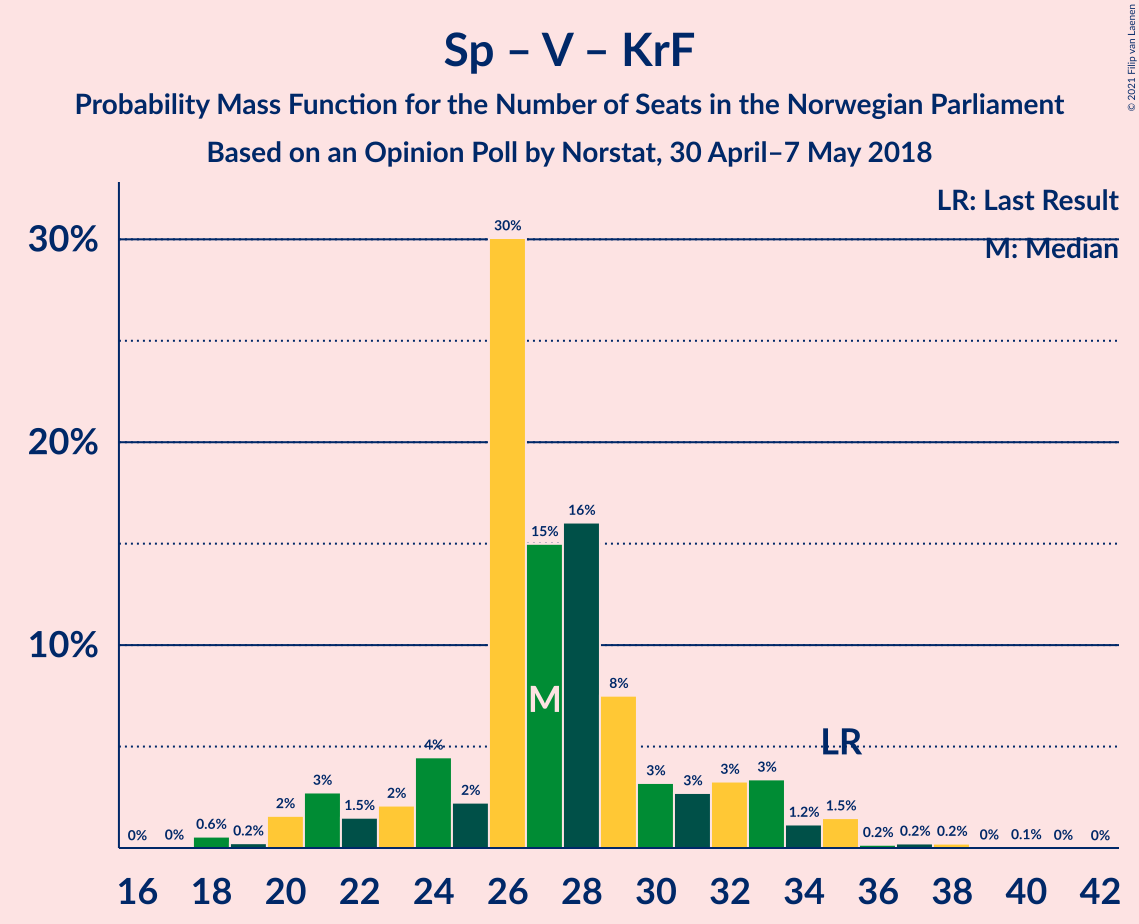 Sp – V – KrF
Probability Mass Function for the Number of Seats in the Norwegian Parliament
Based on an Opinion Poll by Norstat, 30 April–7 May 2018
© 2021 Filip van Laenen
LR: Last Result
M: Median
30%
20%
10%
0% 0% 0.6% 0.2% 2% 3% 1.5% 2% 4% 2% 30% 15% 16% 8% 3% 3% 3% 3% 1.2% 1.5% 0.2% 0.2% 0.2% 0% 0.1% 0% 0%
M
LR
16 18 20 22 24 26 28 30 32 34 36 38 40 42